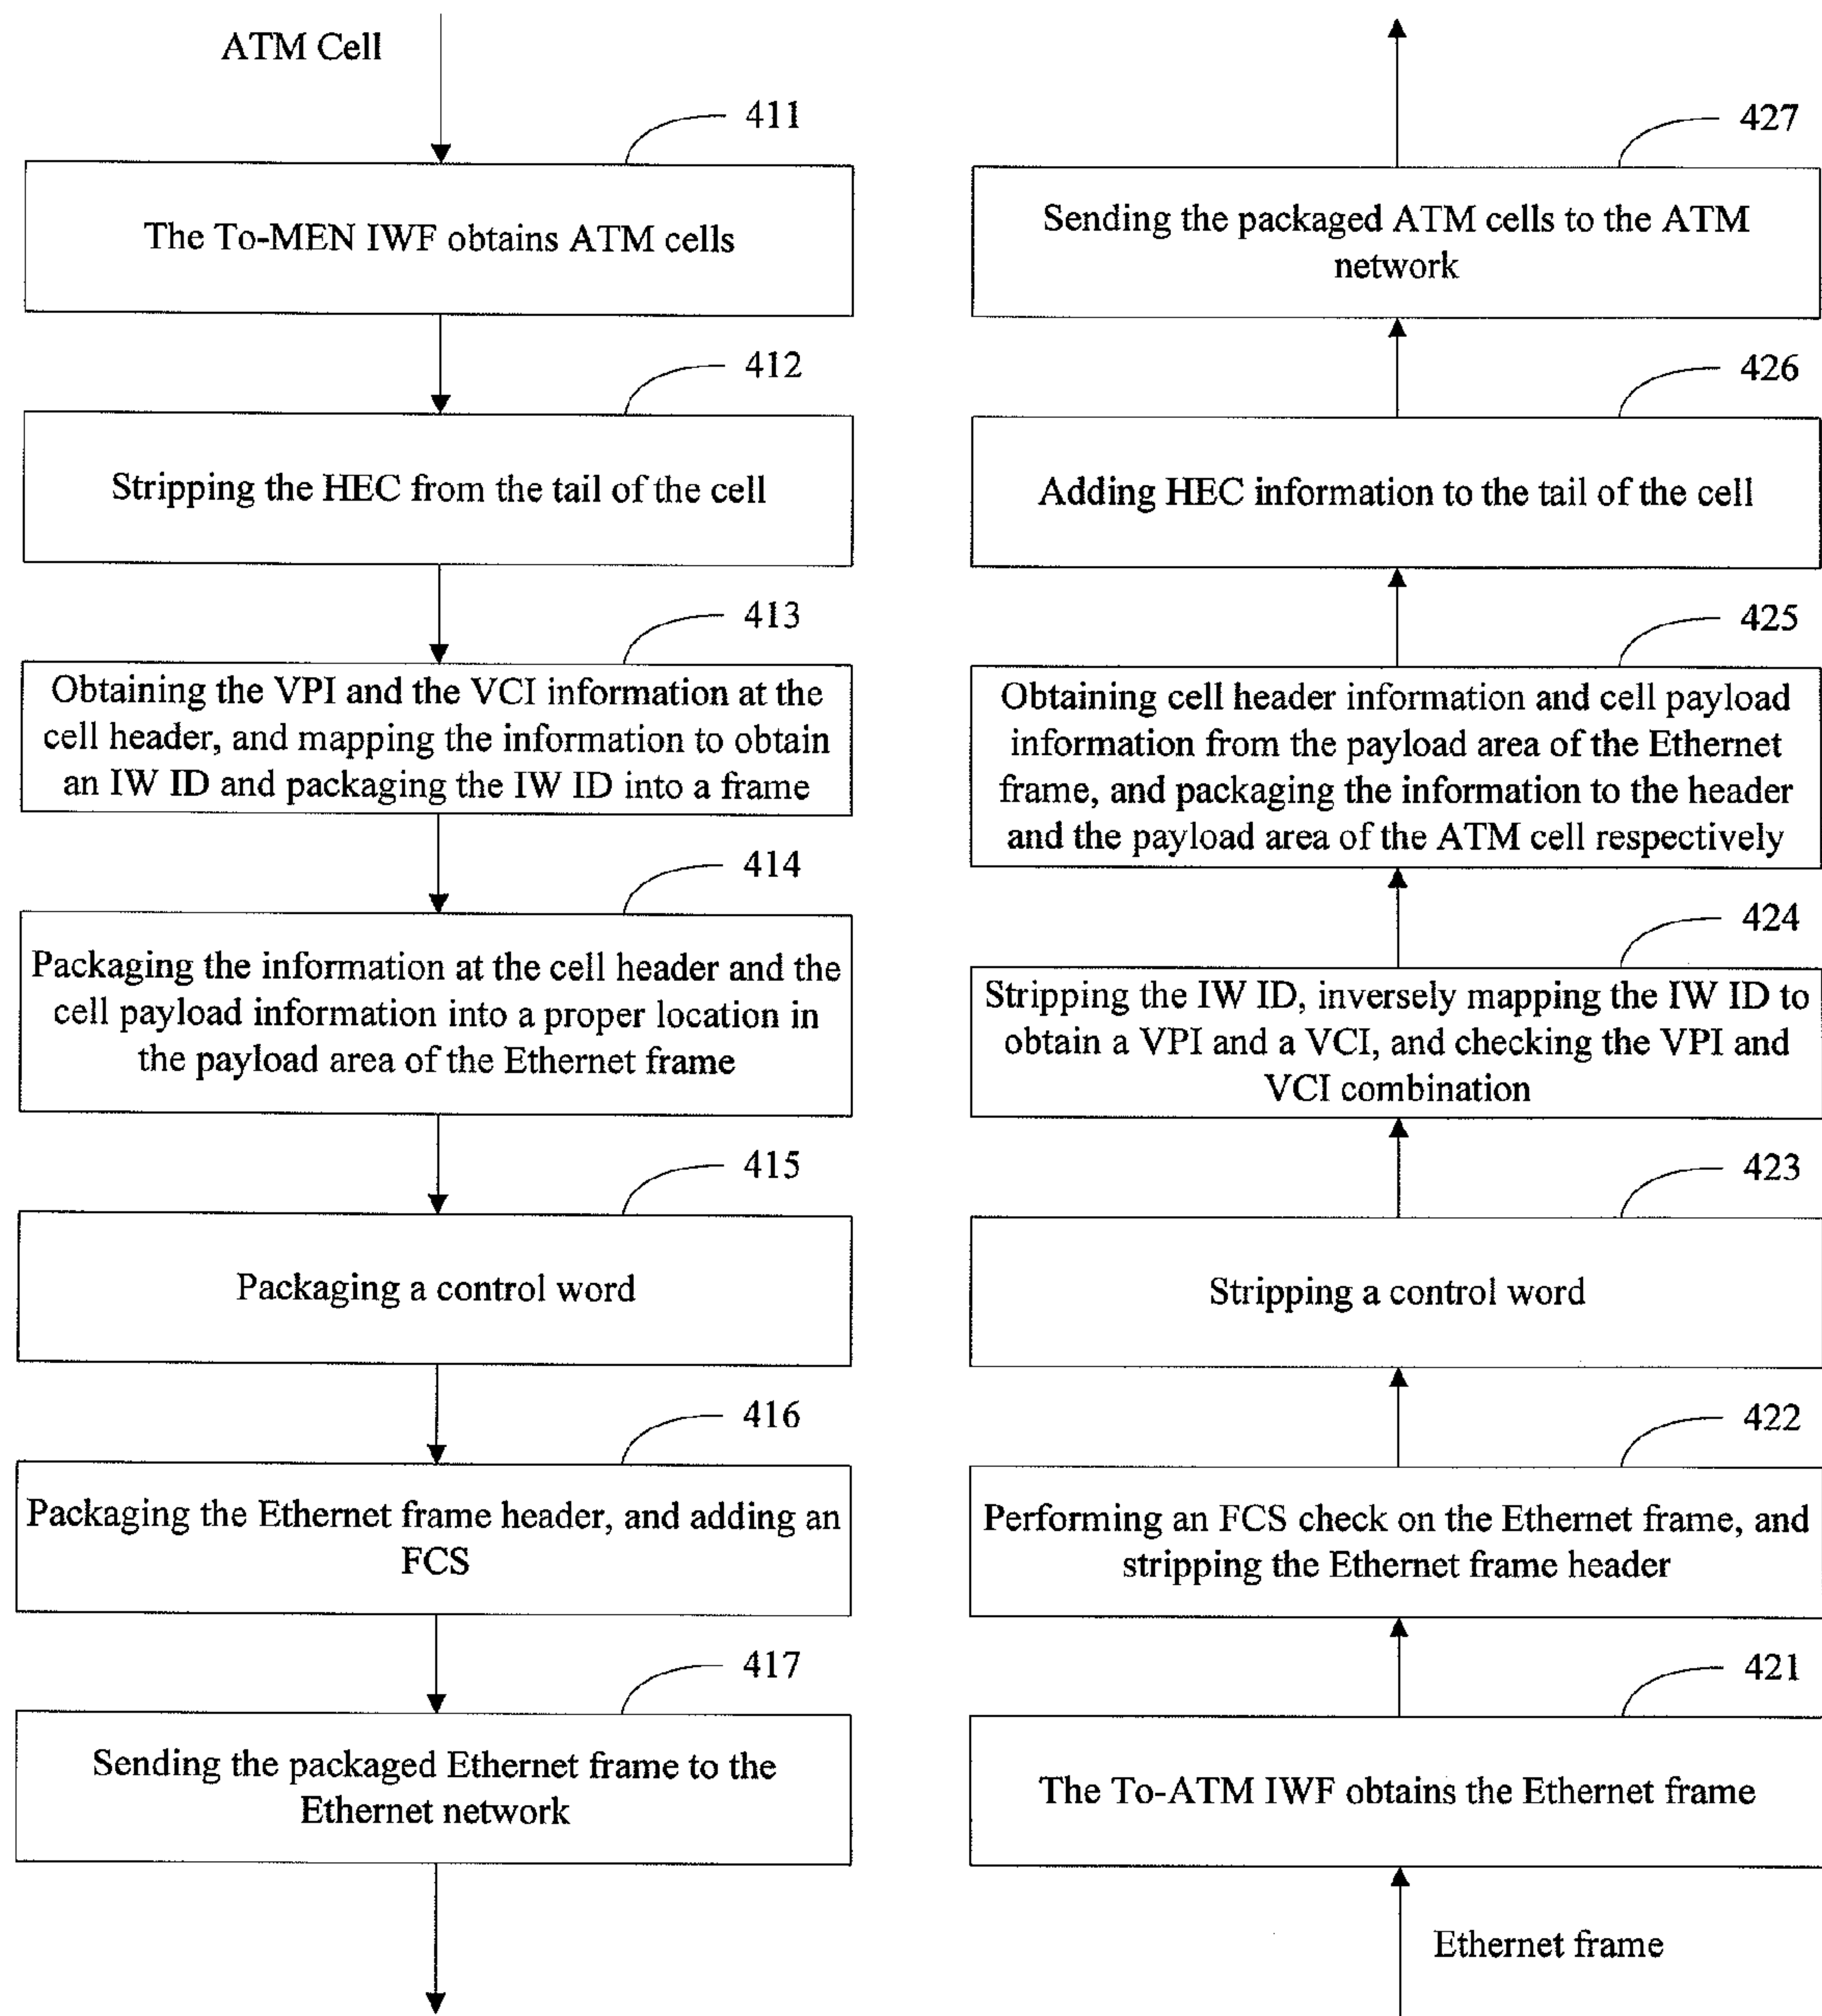 ATM Cell
411
The To-MEN IWF obtains ATM cells
412
Stripping the HEC from the tail of the cell
413
Obtaining the VPI and the VCI information at the
cell header, and mapping the information to obtain
an IW ID and packaging the IW ID into a frame
414
Packaging the information at the cell header and the
cell payload information into a proper location in
the payload area of the Ethernet frame
415
Packaging a control word
416
Packaging the Ethernet frame header, and adding an
FCS
417
Sending the packaged Ethernet frame to the
Ethernet network
427
Sending the packaged ATM cells to the ATM
network
426
Adding HEC information to the tail of the cell
425
Obtaining cell header information and cell payload
information from the payload area of the Ethernet
frame, and packaging the information to the header
and the payload area of the ATM cell respectively
424
Stripping the IW ID, inversely mapping the IW ID to
obtain a VPI and a VCI, and checking the VPI and
VCI combination
423
Stripping a control word
422
Performing an FCS check on the Ethernet frame, and
stripping the Ethernet frame header
421
The To-ATM IWF obtains the Ethernet frame
Ethernet frame